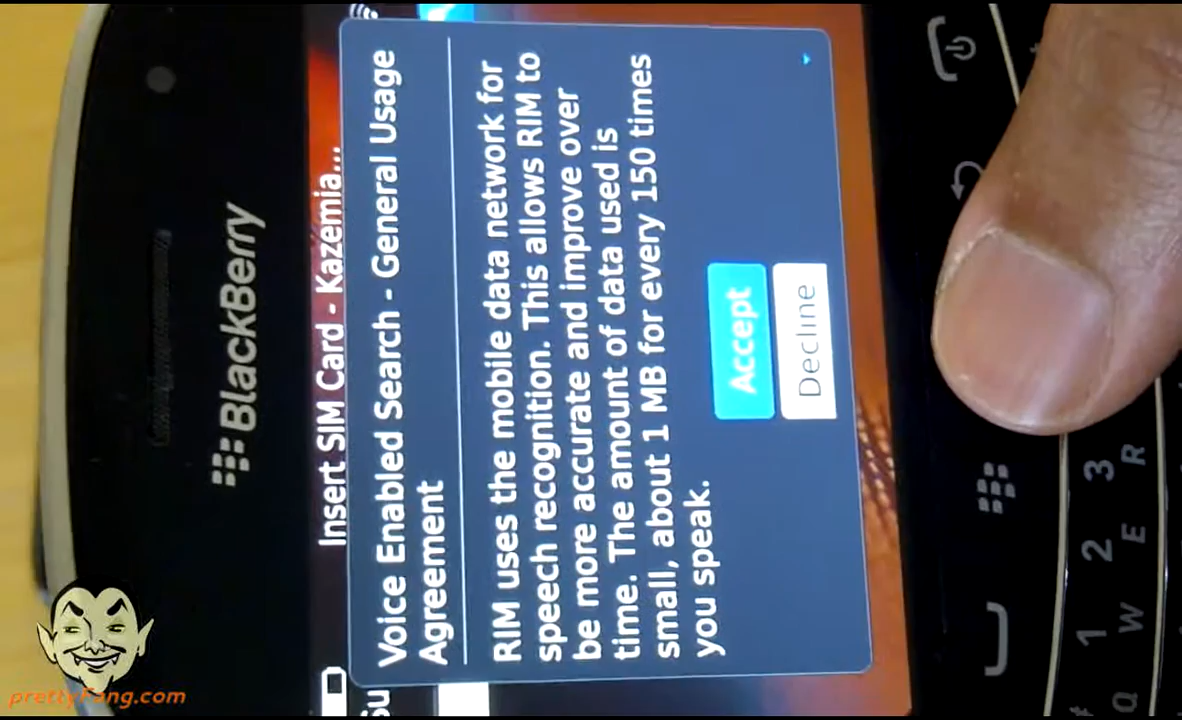 BlackBerry
Insert SIM Card - Kazemia...
Su
Voice Enabled Search - General Usage
Agreement
RIM uses the mobile data network for
speech recognition. This allows RIM to
be more accurate and improve over
time. The amount of data used is
small, about 1 MB for every 150 times
you speak.
Accept
Decline
# 1 2 3
Q W E R
prettyFang.com